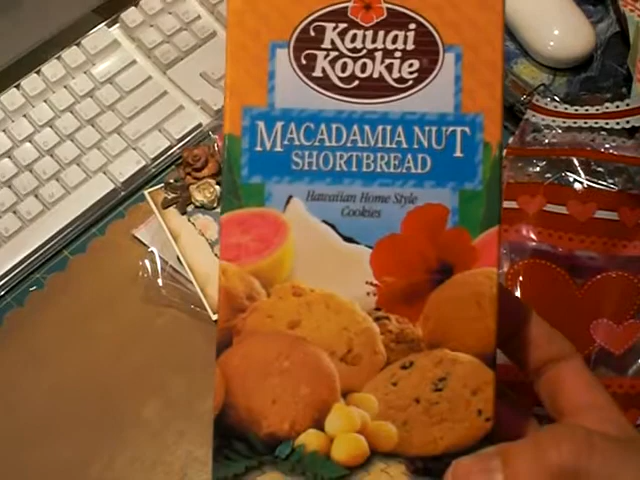 Kauai
Kookie
MACADAMIA NUT
SHORTBREAD
Hawaiian Home Style
Cookies